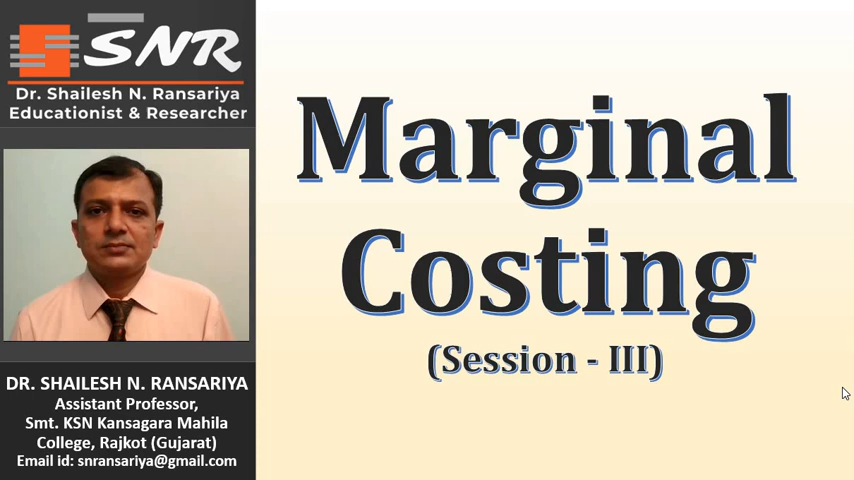 SNR
Dr. Shailesh N. Ransariya
Educationist & Researcher
DR. SHAILESH N. RANSARIYA
Assistant Professor,
Smt. KSN Kansagara Mahila
College, Rajkot (Gujarat)
Email id: snransariya@gmail.com
Marginal
Costing
(Session - III)